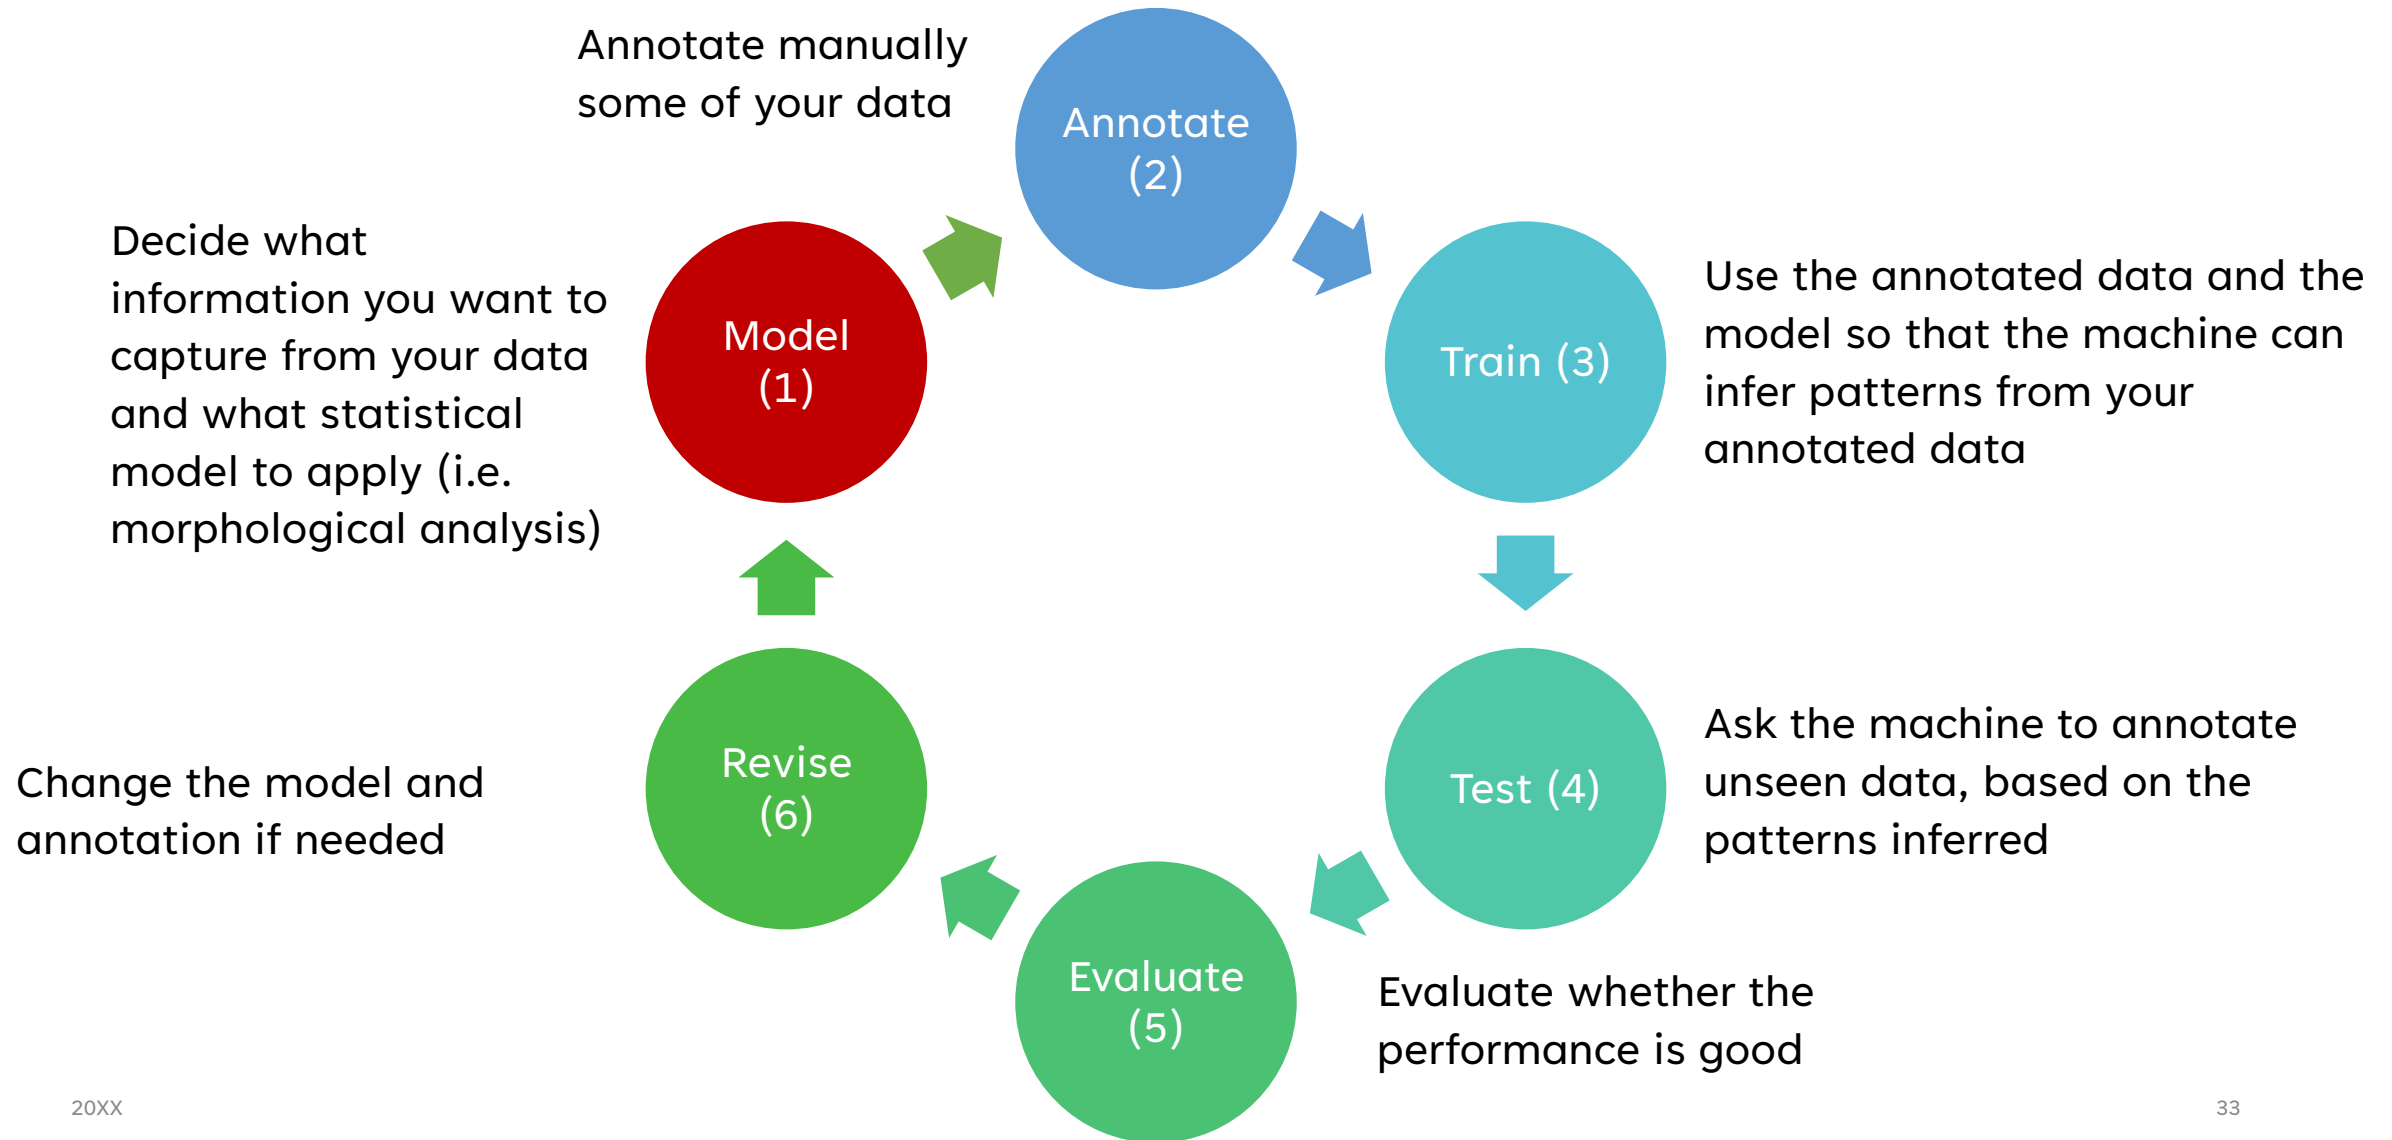 Annotate manually
some of your data
Annotate
(2)
Decide what
information you want to
capture from your data
and what statistical
model to apply (i.e.
morphological analysis)
Model
(1)
Train (3)
Use the annotated data and the
model so that the machine can
infer patterns from your
annotated data
Change the model and
annotation if needed
Revise
(6)
Test (4)
Ask the machine to annotate
unseen data, based on the
patterns inferred
Evaluate
(5)
Evaluate whether the
performance is good
20XX
33